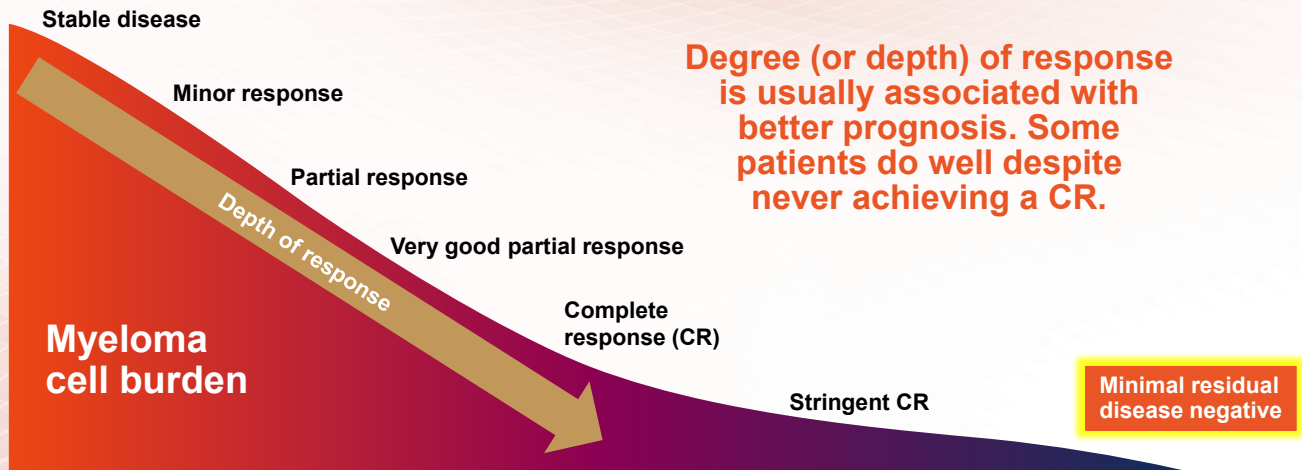 Stable disease
Minor response
Partial response
Very good partial response
Complete
response (CR)
Stringent CR
Minimal residual
disease negative
Depth of response
Myeloma
cell burden
Degree (or depth) of response
is usually associated with
better prognosis. Some
patients do well despite
never achieving a CR.